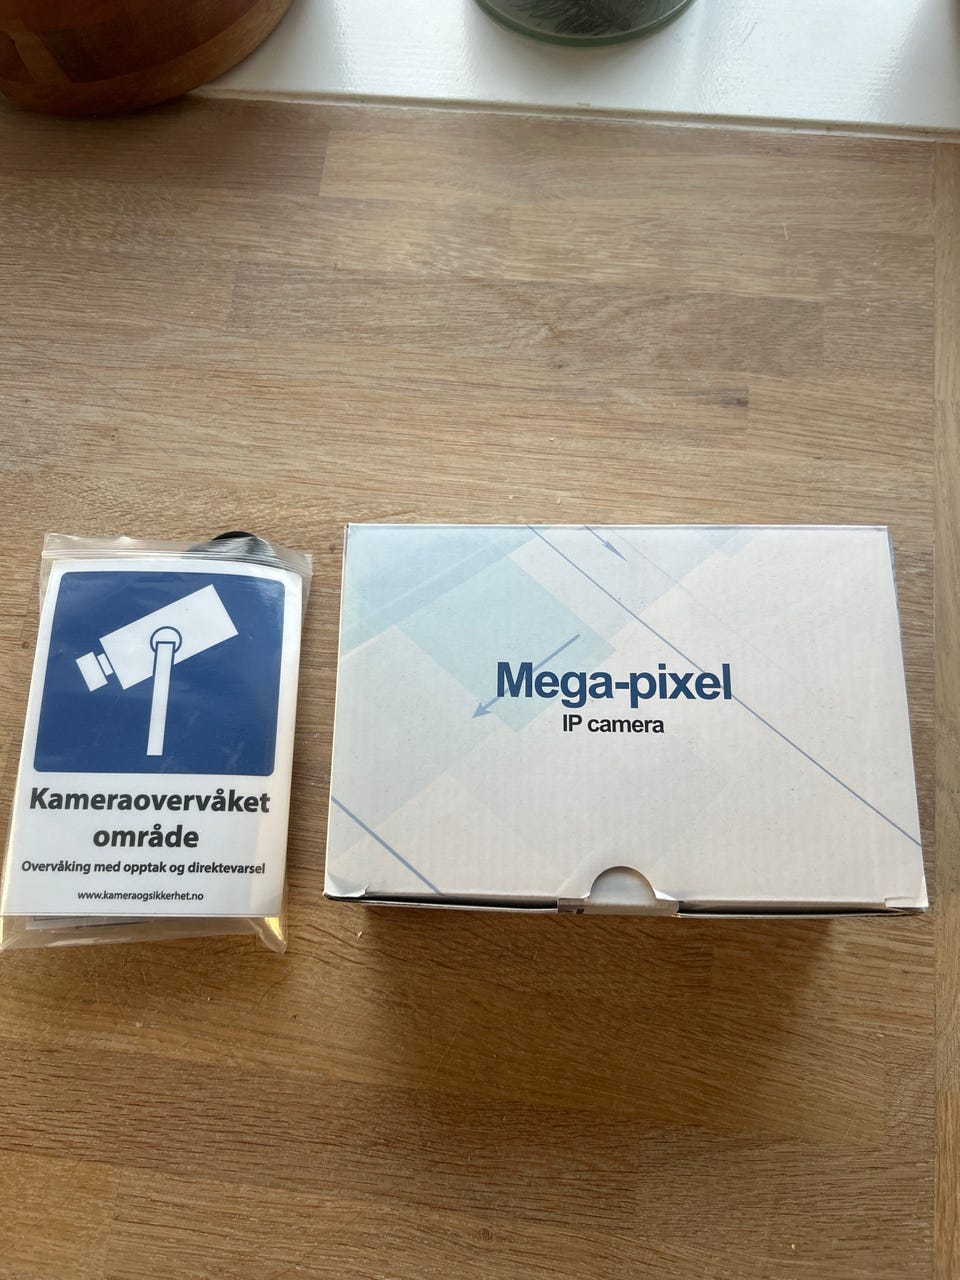 Kameraovervåket
område
Overvåking med opptak og direktevarsel
www.kameraogsikkerhet.no
Mega-pixel
IP camera